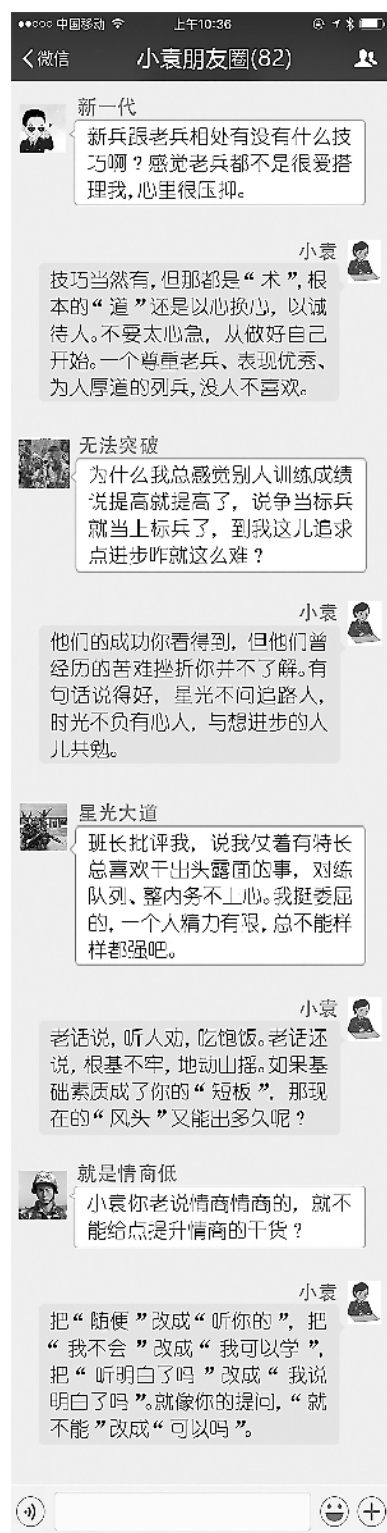 中国移动 上午10:36
微信 小袁朋友圈(82)
新一代
新兵跟老兵相处有没有什么技
巧啊？感觉老兵都不是很爱搭
理我,心里很压抑。
小袁
技巧当然有,但那都是“术”,根
本的“道”还是以心换心，以诚
待人。不要太心急，从做好自己
开始。一个尊重老兵、表现优秀、
为人厚道的列兵,没人不喜欢。
无法突破
为什么我总感觉别人训练成绩
说提高就提高了，说争当标兵
就当上标兵了，到我这儿追求
点进步咋就这么难？
小袁
他们的成功你看得到，但他们曾
经历的苦难挫折你并不了解。有
句话说得好，星光不问追路人，
时光不负有心人，与想进步的人
儿共勉。
星光大道
班长批评我，说我仗着有特长
总喜欢干出头露面的事，对练
队列、整内务不上心。我挺委屈
的,一个人精力有限,总不能样
样都强吧。
小袁
老话说,听人劝,吃饱饭。老话还
说,根基不牢,地动山摇。如果基
础素质成了你的“短板”，那现
在的“风头”又能出多久呢？
就是情商低
小袁你老说情商情商的，就不
能给点提升情商的干货？
小袁
把“随便”改成“听你的”，把
“我不会”改成“我可以学”，
把“听明白了吗”改成“我说
明白了吗”。就像你的提问，“就
不能”改成“可以吗”。